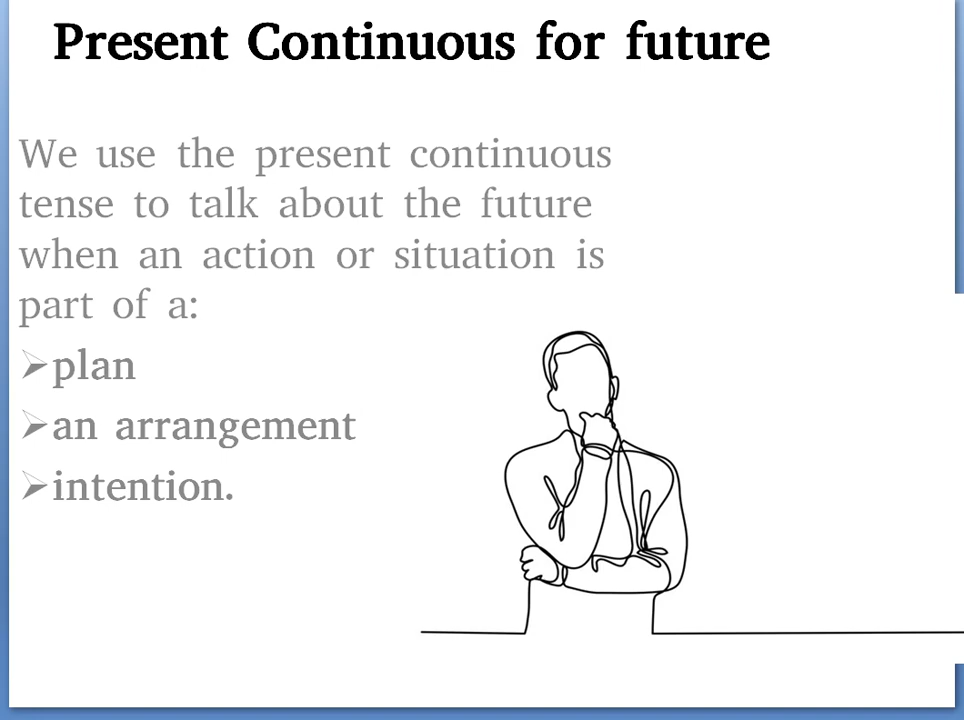 Present Continuous for future
We use the present continuous
tense to talk about the future
when an action or situation is
part of a:
➢plan
➢an arrangement
➢intention.